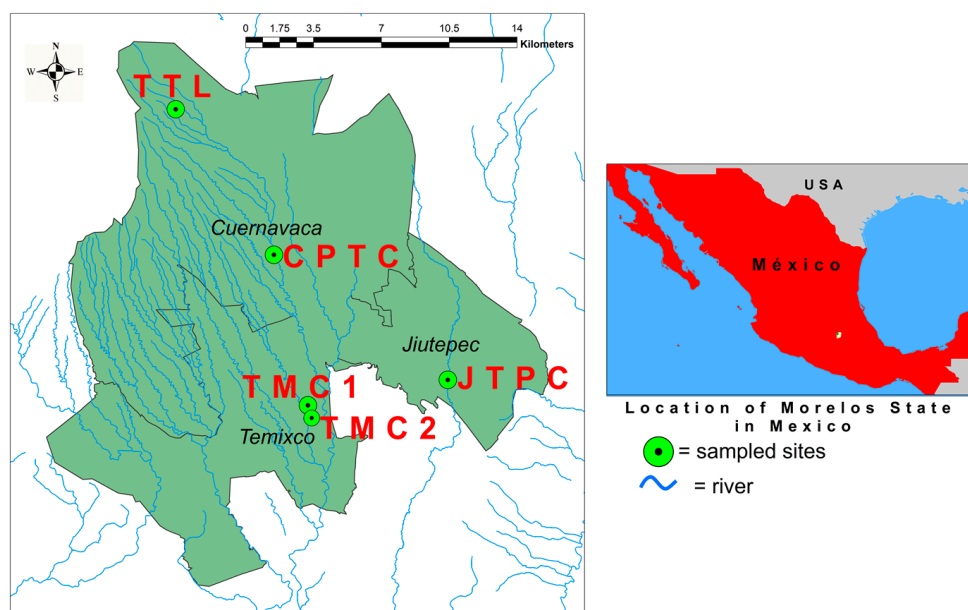 0 1.75 3.5 7 10.5 14
Kilometers
N
W E
S
TTL
Cuernavaca
CPTC
Jiutepec
JTPC
TMC1
TMC2
Temixco
USA
México
Location of Morelos State
in Mexico
= sampled sites
= river